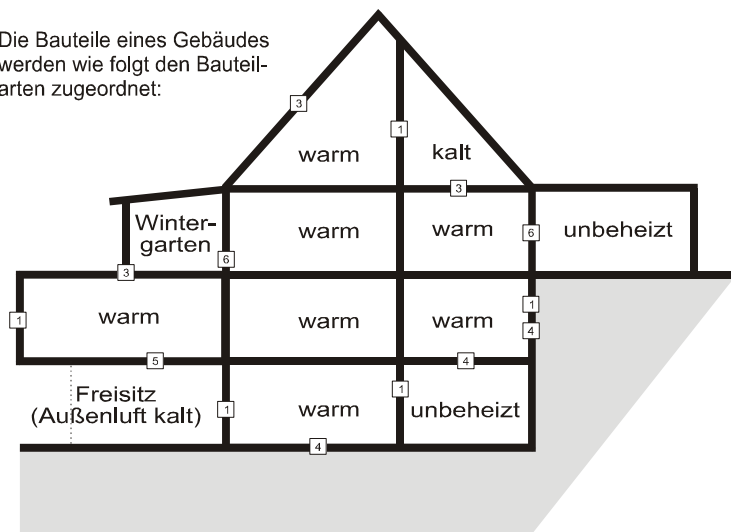 Die Bauteile eines Gebäudes
werden wie folgt den Bauteil-
arten zugeordnet:
3
1
warm
kalt
3
Winter-
garten
6
warm
warm
6
unbeheizt
3
1
warm
warm
warm
1
4
5
4
Freisitz
(Außenluft kalt)
1
warm
1
unbeheizt
4